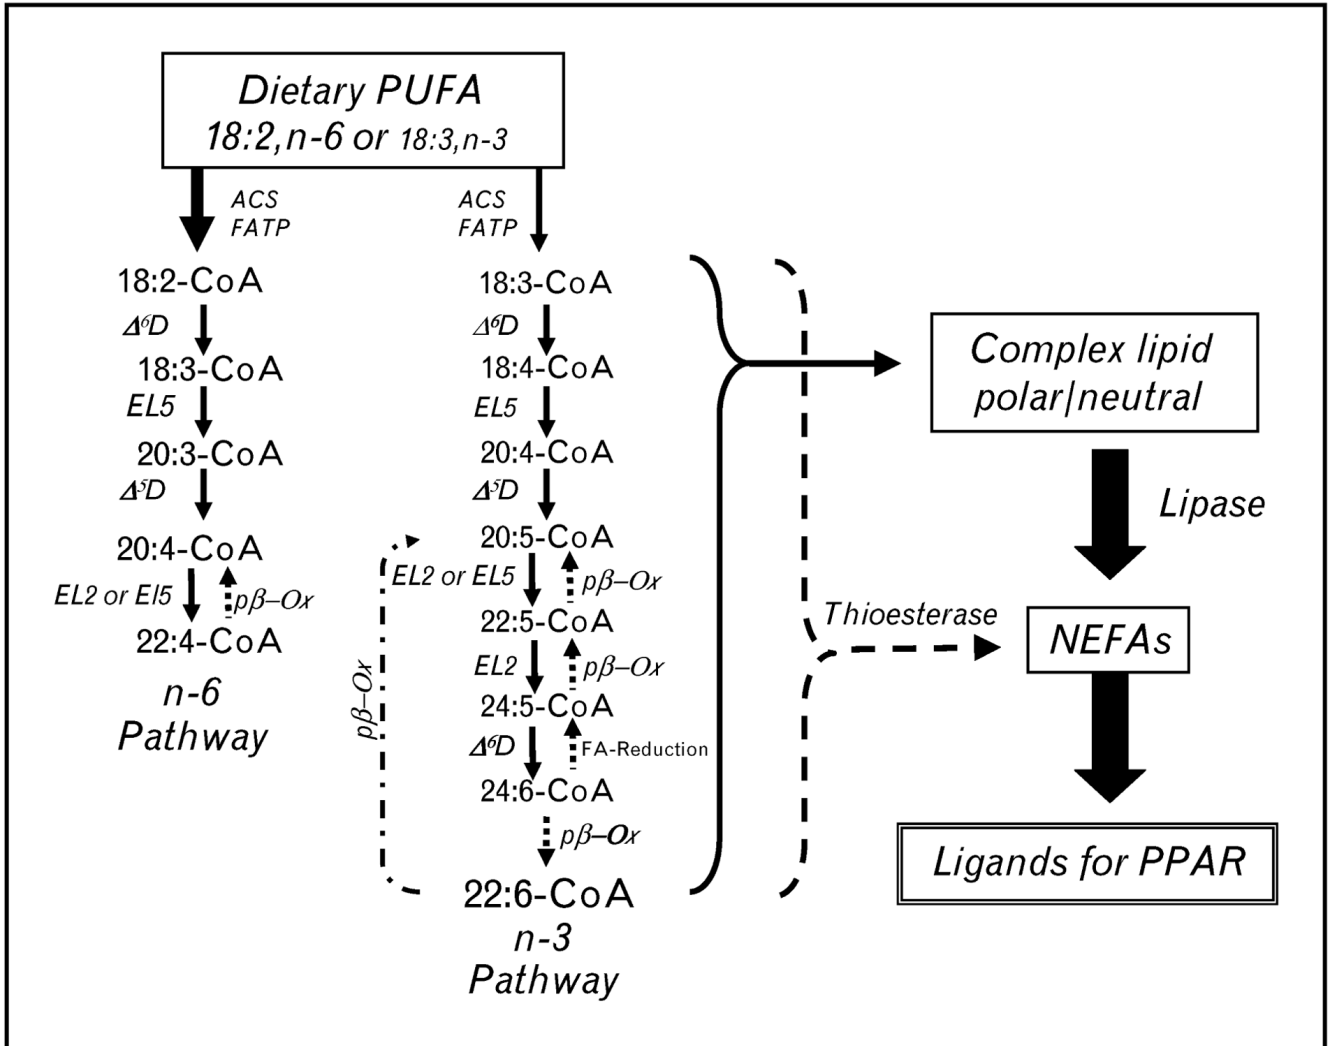 Dietary PUFA
18:2,n-6 or 18:3,n-3
ACS
FATP
18:2-CoA
Δ⁶D
18:3-CoA
EL5
20:3-CoA
Δ⁵D
20:4-CoA
EL2 or El5
pβ–Ox
22:4-CoA
n-6
Pathway
ACS
FATP
18:3-CoA
Δ⁶D
18:4-CoA
EL5
20:4-CoA
Δ⁵D
20:5-CoA
EL2 or EL5
pβ–Ox
22:5-CoA
EL2
pβ–Ox
24:5-CoA
Δ⁶D
FA-Reduction
24:6-CoA
pβ–Ox
22:6-CoA
n-3
Pathway
pβ–Ox
Complex lipid
polar/neutral
Lipase
Thioesterase
NEFAs
Ligands for PPAR